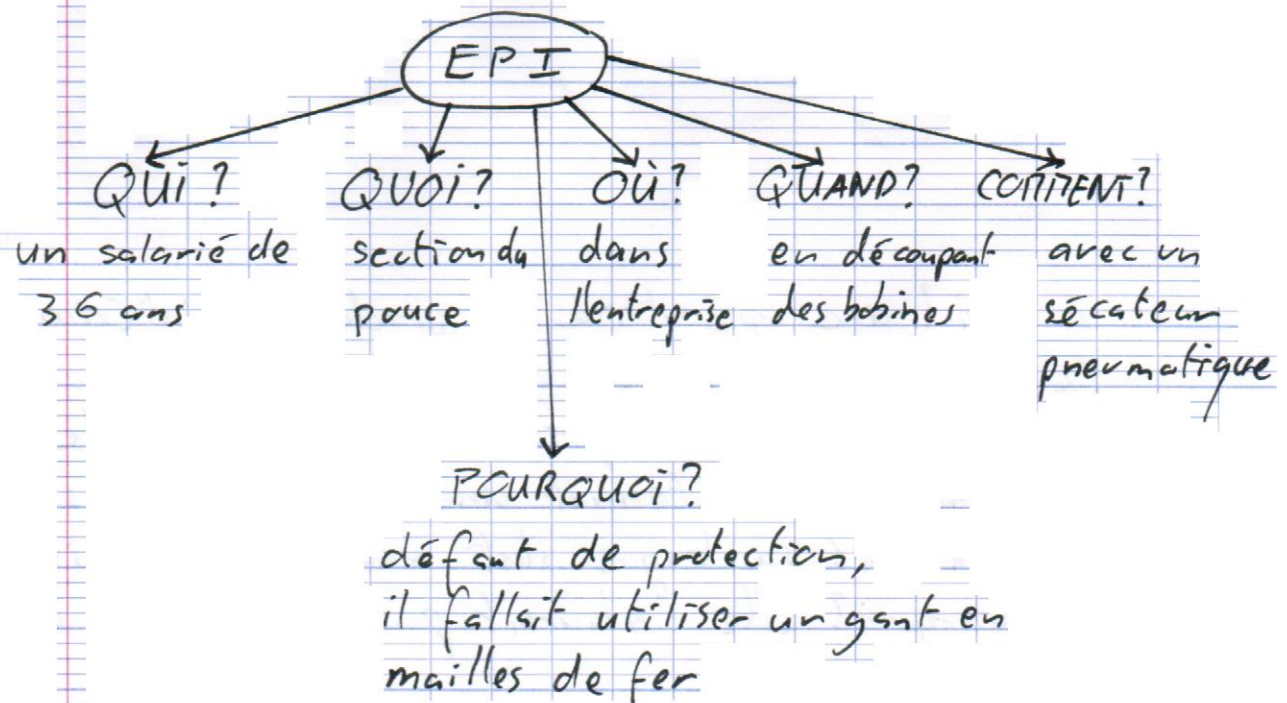 EPI
QUi ?
un salarié de
36 ans
QUOi ?
section du
pouce
OÙ ?
dans
l'entreprise
QUAND ?
en découpant
des bobines
COMMENT ?
avec un
sécateur
pneumatique
POURQUOi ?
défaut de protection,
il fallait utiliser un gant en
mailles de fer